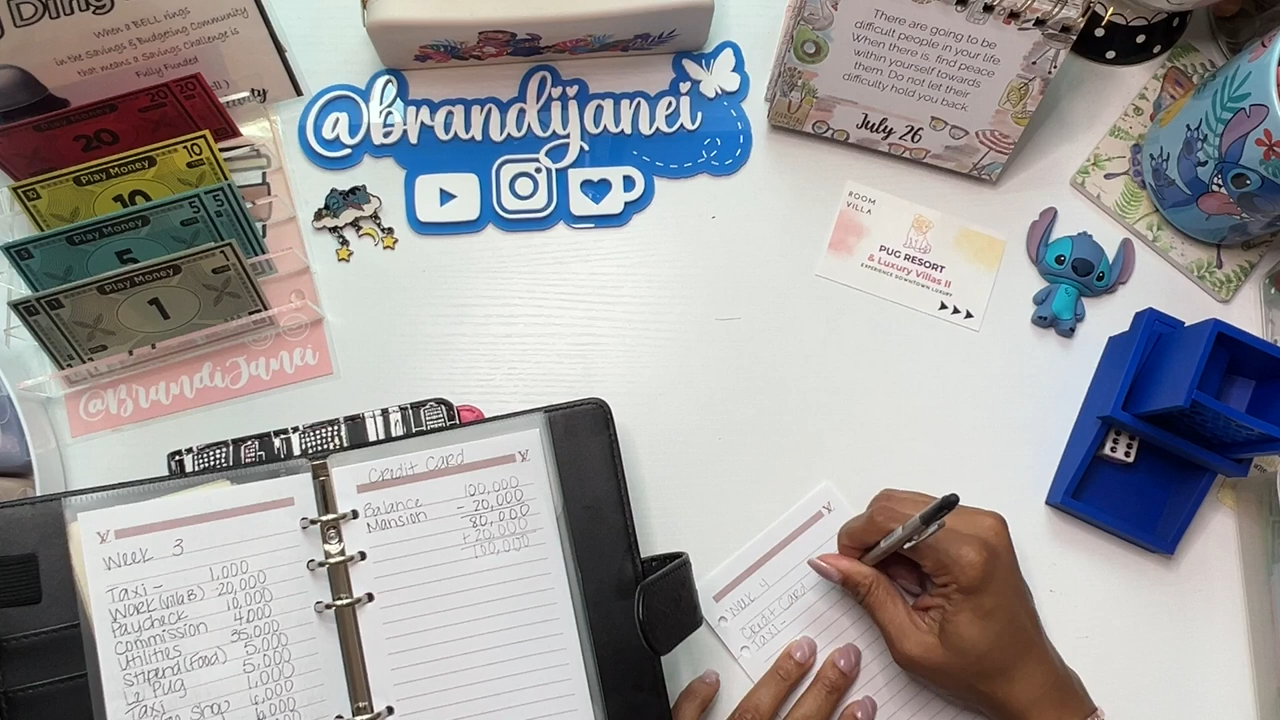 When a BELL rings
in the Savings & Budgeting Community
that means a Savings Challenge is
Fully Funded
20
Play Money
20
10
Play Money
10
5
Play Money
5
1
Play Money
1
@BrandiJanei
@brandijanei
There are going to be
difficult people in your life.
When there is, find peace
within yourself towards
them. Do not let their
difficulty hold you back.
July 26
ROOM
VILLA
PUG RESORT
& Luxury Villas II
EXPERIENCE DOWNTOWN LUXURY
Week 3
Taxi- 1,000
Work (Villa B) -20,000
Paycheck 10,000
Commission 4,000
Utilities 35,000
Stipend (Food) 5,000
Le Pug 5,000
Taxi 1,000
Shop 6,000
Credit Card
Balance 100,000
Mansion - 20,000
80,000
+ 20,000
100,000
Week 4
Credit Card
Taxi-